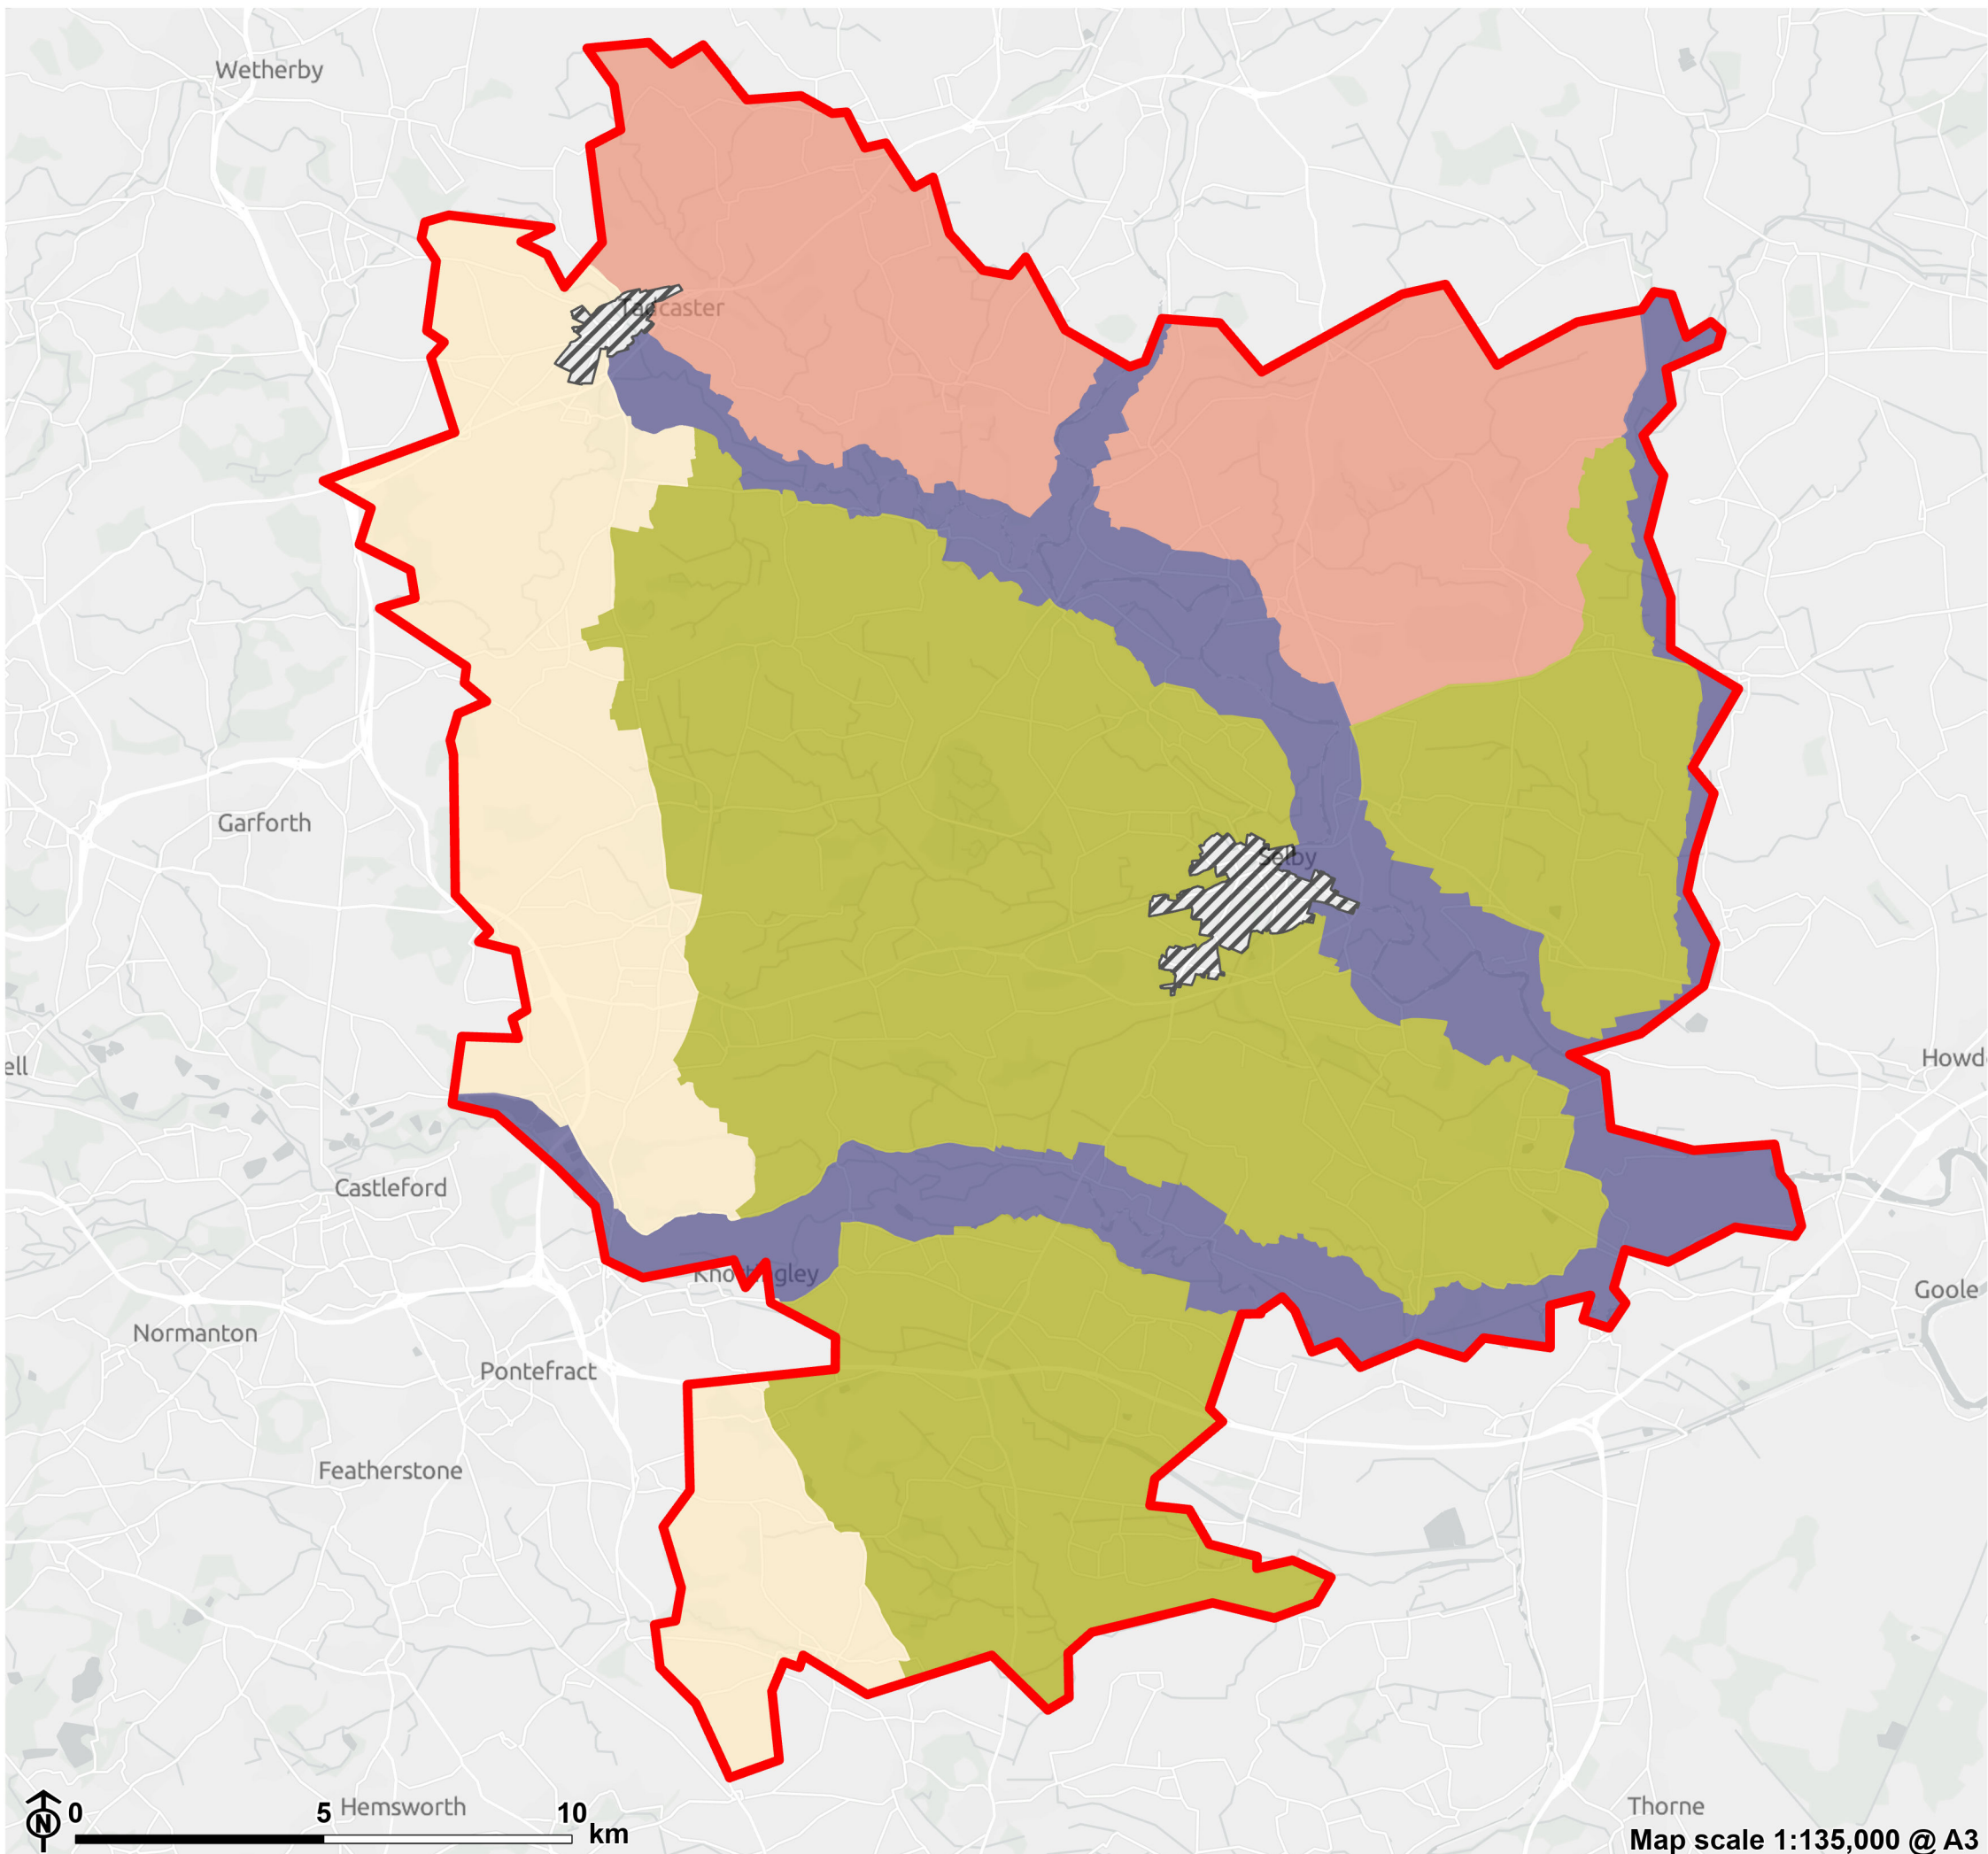 Wetherby
Tadcaster
Garforth
Selby
ell
Howd
Castleford
Knottingley
Goole
Normanton
Pontefract
Featherstone
Hemsworth
Thorne
N
0 5 10 km
Map scale 1:135,000 @ A3